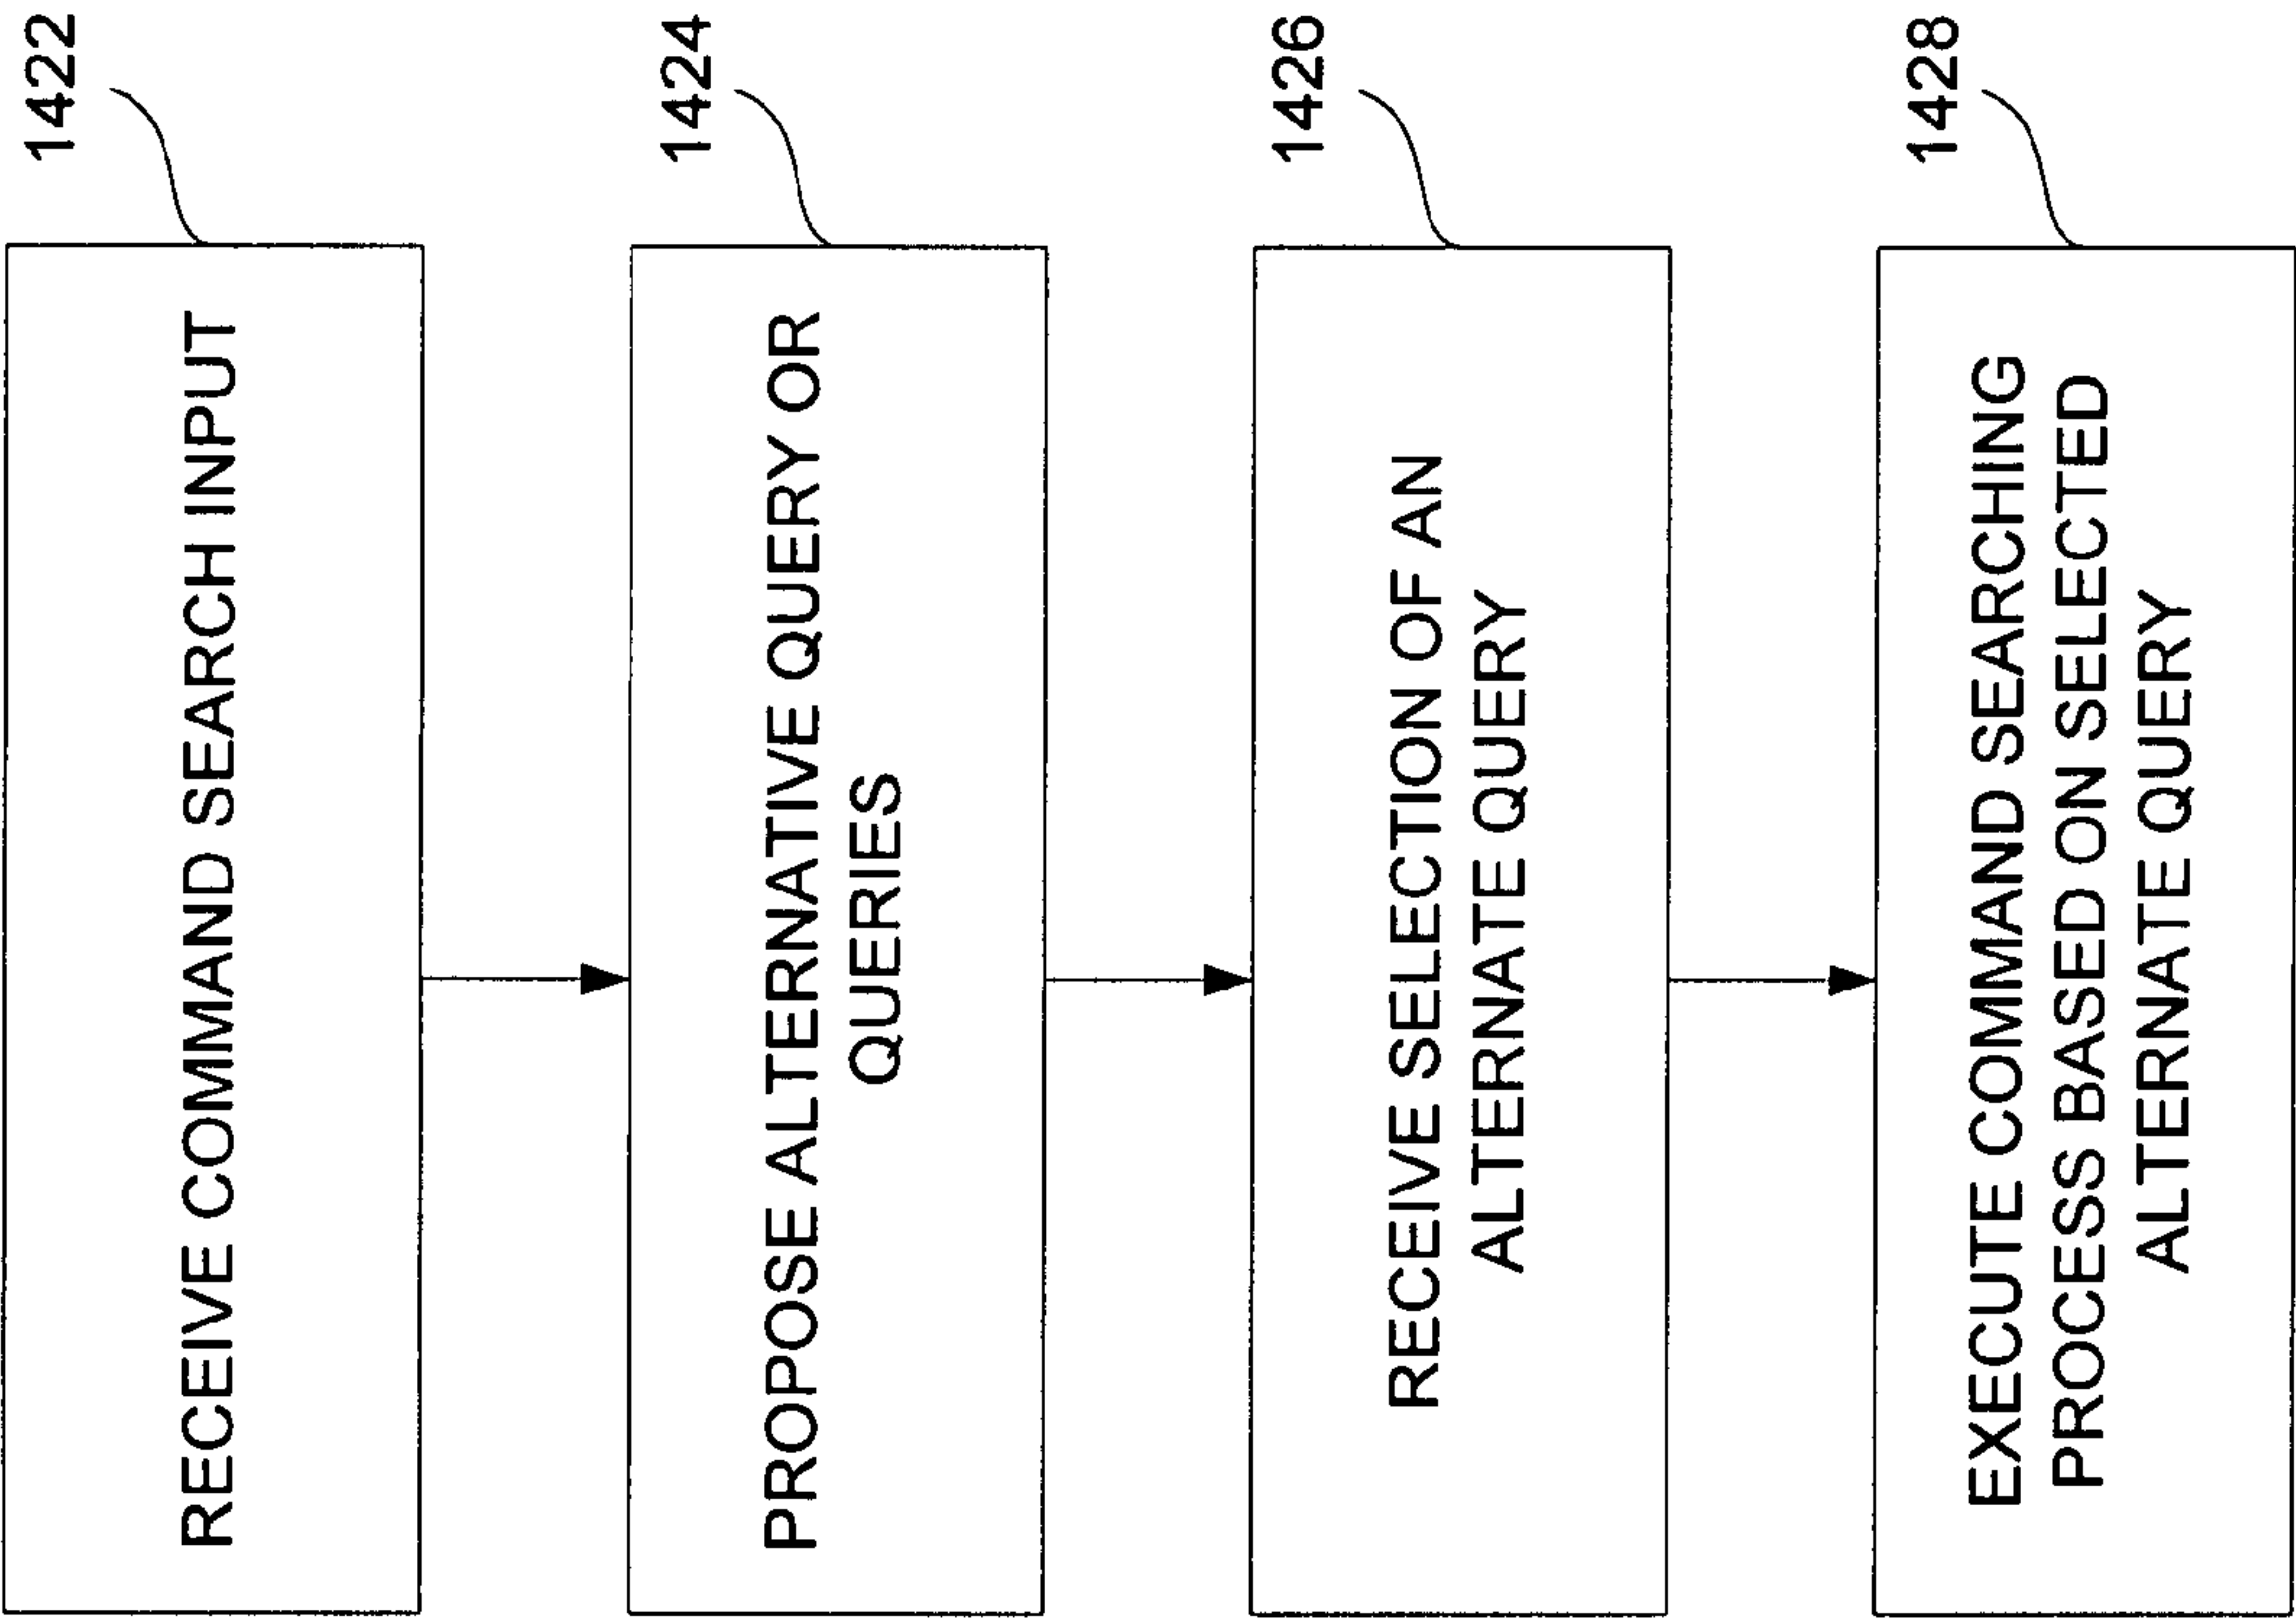 1422
RECEIVE COMMAND SEARCH INPUT
1424
PROPOSE ALTERNATIVE QUERY OR
QUERIES
1426
RECEIVE SELECTION OF AN
ALTERNATE QUERY
1428
EXECUTE COMMAND SEARCHING
PROCESS BASED ON SELECTED
ALTERNATE QUERY